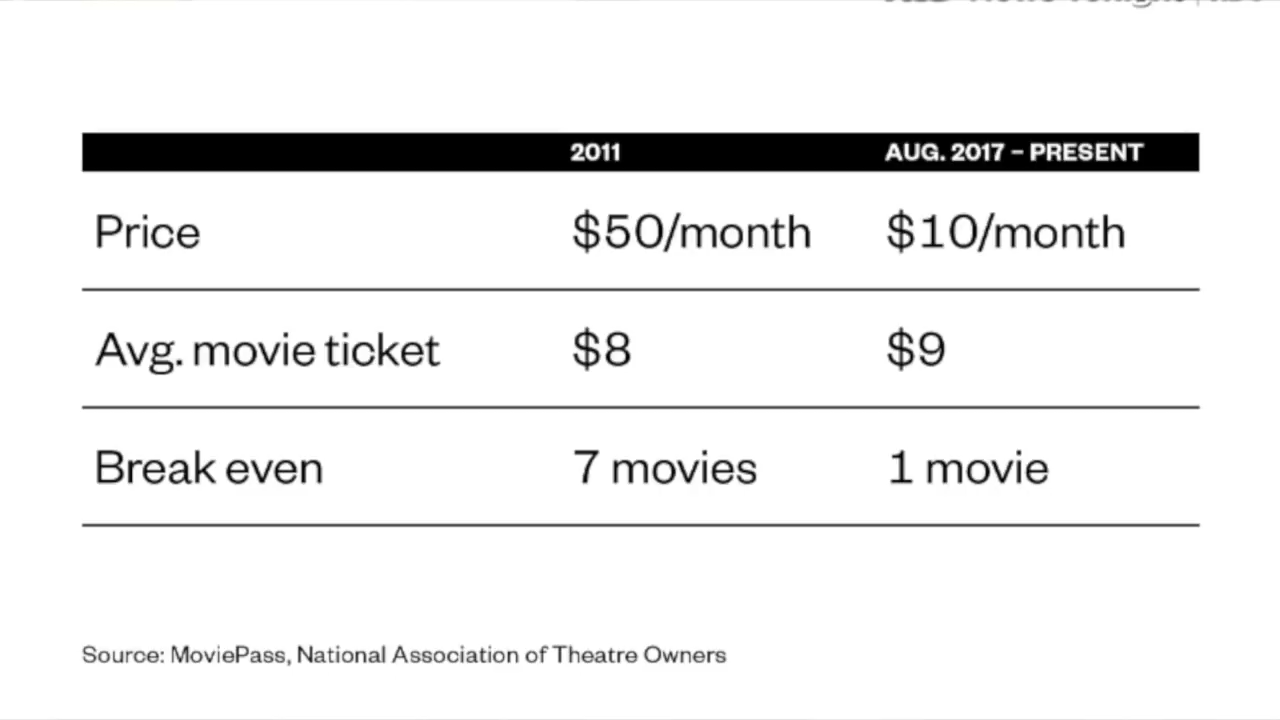 2011 AUG. 2017 – PRESENT
Price $50/month $10/month
Avg. movie ticket $8 $9
Break even 7 movies 1 movie
Source: MoviePass, National Association of Theatre Owners